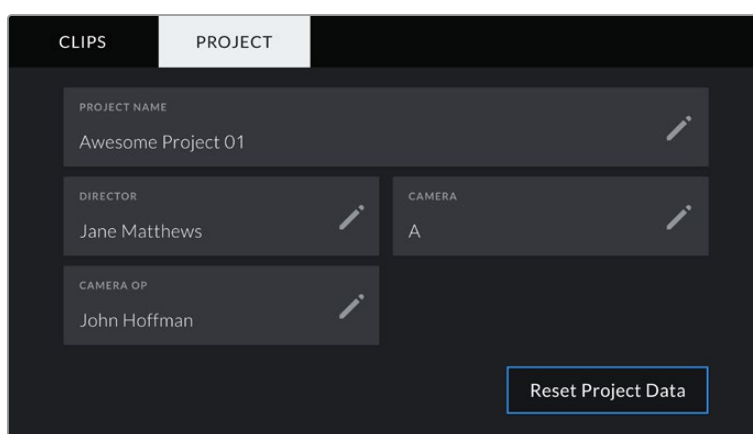 CLIPS PROJECT
PROJECT NAME
Awesome Project 01
DIRECTOR
Jane Matthews
CAMERA
A
CAMERA OP
John Hoffman
Reset Project Data